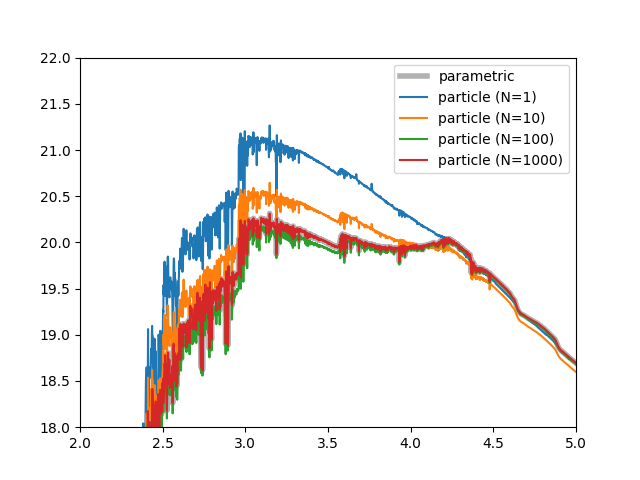 22.0
21.5
21.0
20.5
20.0
19.5
19.0
18.5
18.0
2.0 2.5 3.0 3.5 4.0 4.5 5.0
parametric
particle (N=1)
particle (N=10)
particle (N=100)
particle (N=1000)